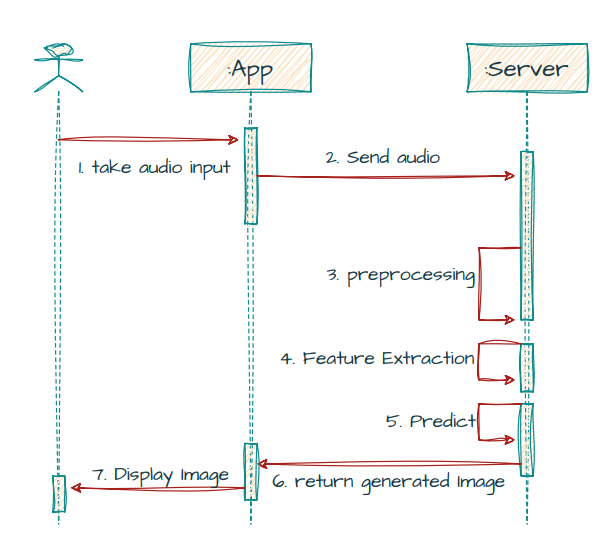 :App
:Server
1. take audio input
2. Send audio
3. preprocessing
4. Feature Extraction
5. Predict
6. return generated Image
7. Display Image